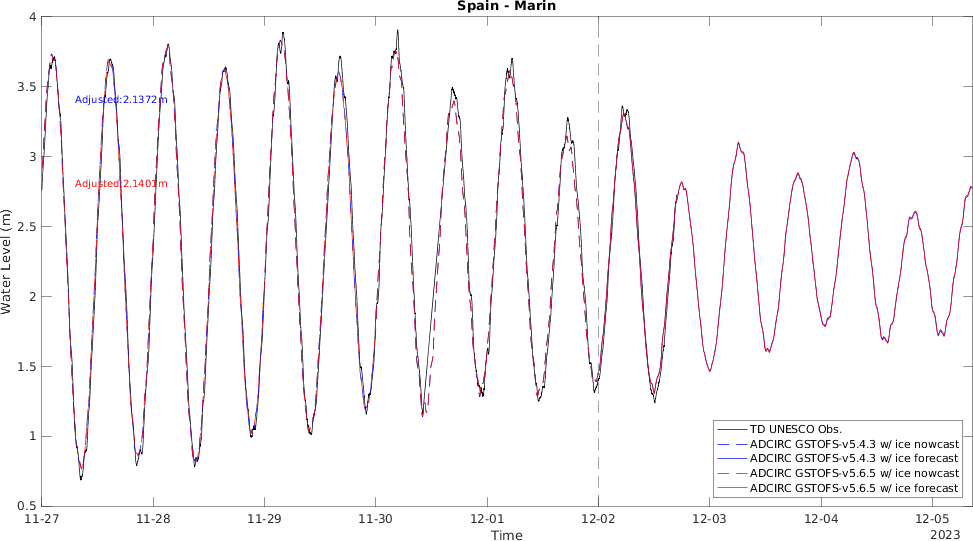 Spain - Marin
4
3.5
3
2.5
2
1.5
1
0.5
Water Level (m)
Adjusted:2.1372m
Adjusted:2.1401m
TD UNESCO Obs.
ADCIRC GSTOFS-v5.4.3 w/ ice nowcast
ADCIRC GSTOFS-v5.4.3 w/ ice forecast
ADCIRC GSTOFS-v5.6.5 w/ ice nowcast
ADCIRC GSTOFS-v5.6.5 w/ ice forecast
11-27 11-28 11-29 11-30 12-01 12-02 12-03 12-04 12-05
Time
2023